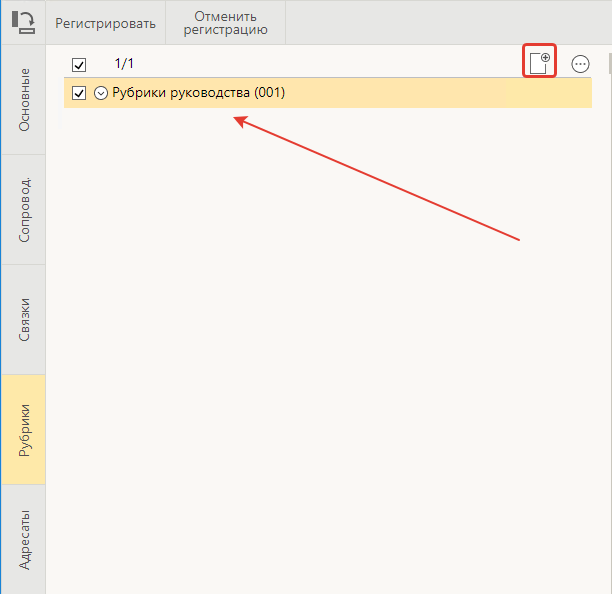 Регистрировать
Отменить
регистрацию
1/1
Рубрики руководства (001)
Основные
Сопровод.
Связки
Рубрики
Адресаты